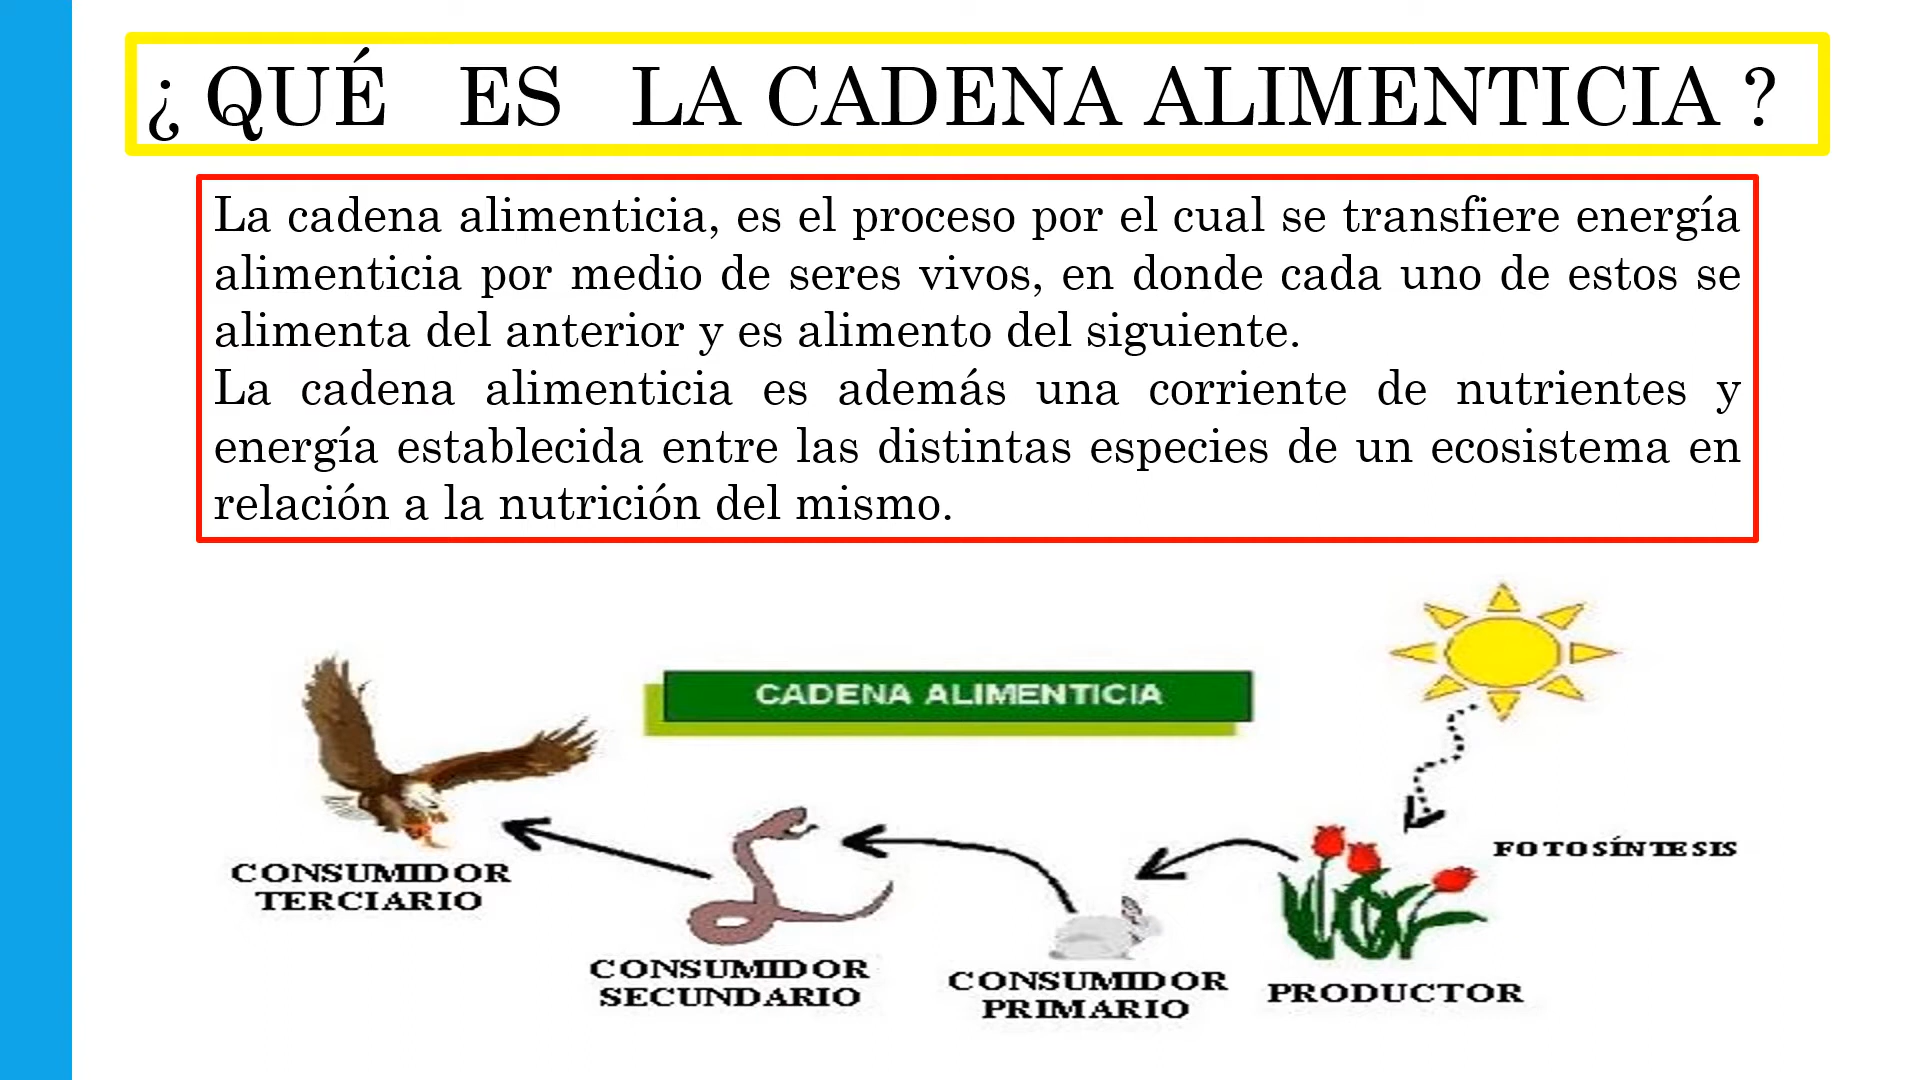 ¿ QUÉ ES LA CADENA ALIMENTICIA ?
La cadena alimenticia, es el proceso por el cual se transfiere energía
alimenticia por medio de seres vivos, en donde cada uno de estos se
alimenta del anterior y es alimento del siguiente.
La cadena alimenticia es además una corriente de nutrientes y
energía establecida entre las distintas especies de un ecosistema en
relación a la nutrición del mismo.
CADENA ALIMENTICIA
FOTOSÍNTESIS
CONSUMIDOR
TERCIARIO
CONSUMIDOR
SECUNDARIO
CONSUMIDOR
PRIMARIO
PRODUCTOR